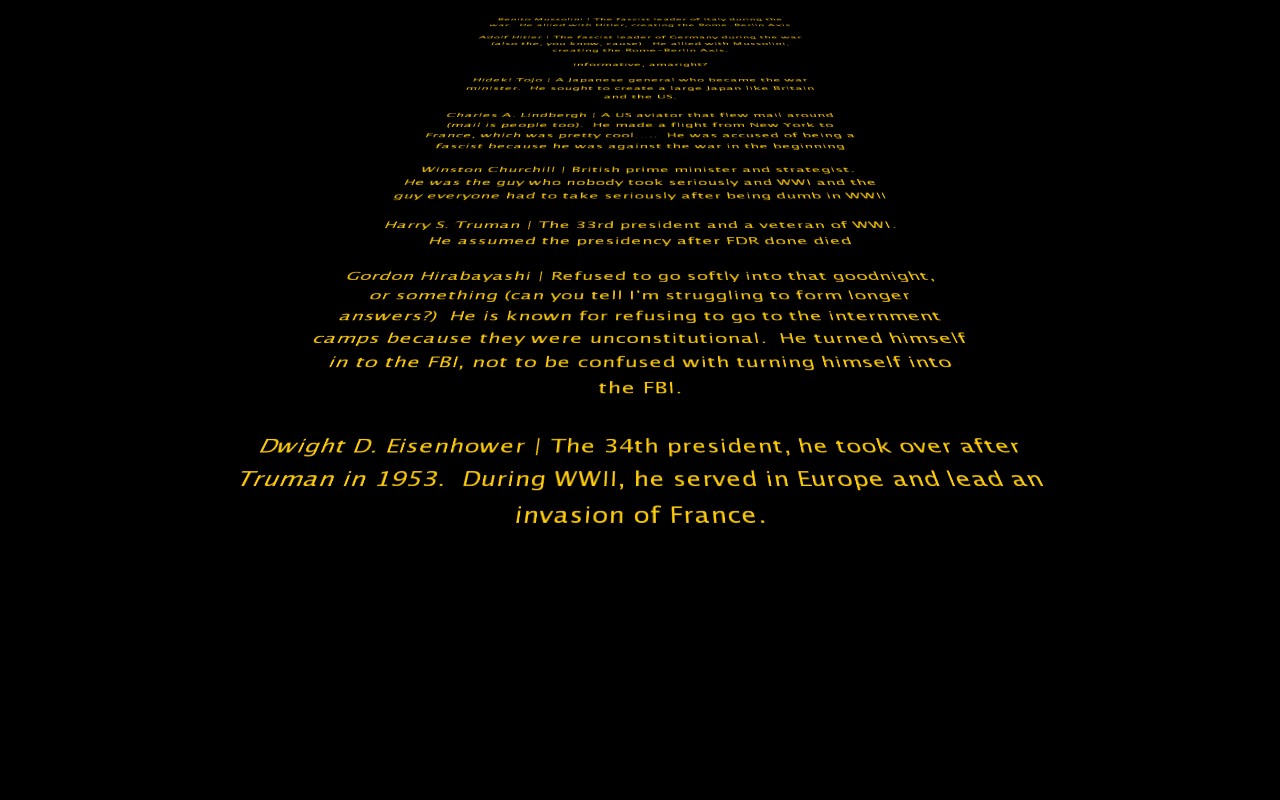 Benito Mussolini | The fascist leader of Italy during the
war. He allied with Hitler, creating the Rome-Berlin Axis
Adolf Hitler | The fascist leader of Germany during the war
(also the, you know, cause). He allied with Mussolini,
creating the Rome-Berlin Axis.
informative, amaright?
Hideki Tojo | A Japanese general who became the war
minister. He sought to create a large Japan like Britain
and the US.
Charles A. Lindbergh | A US aviator that flew mail around
(mail is people too). He made a flight from New York to
France, which was pretty cool..... He was accused of being a
fascist because he was against the war in the beginning
Winston Churchill | British prime minister and strategist.
He was the guy who nobody took seriously and WWI and the
guy everyone had to take seriously after being dumb in WWII
Harry S. Truman | The 33rd president and a veteran of WWI.
He assumed the presidency after FDR done died
Gordon Hirabayashi | Refused to go softly into that goodnight,
or something (can you tell I'm struggling to form longer
answers?) He is known for refusing to go to the internment
camps because they were unconstitutional. He turned himself
in to the FBI, not to be confused with turning himself into
the FBI.
Dwight D. Eisenhower | The 34th president, he took over after
Truman in 1953. During WWII, he served in Europe and lead an
invasion of France.